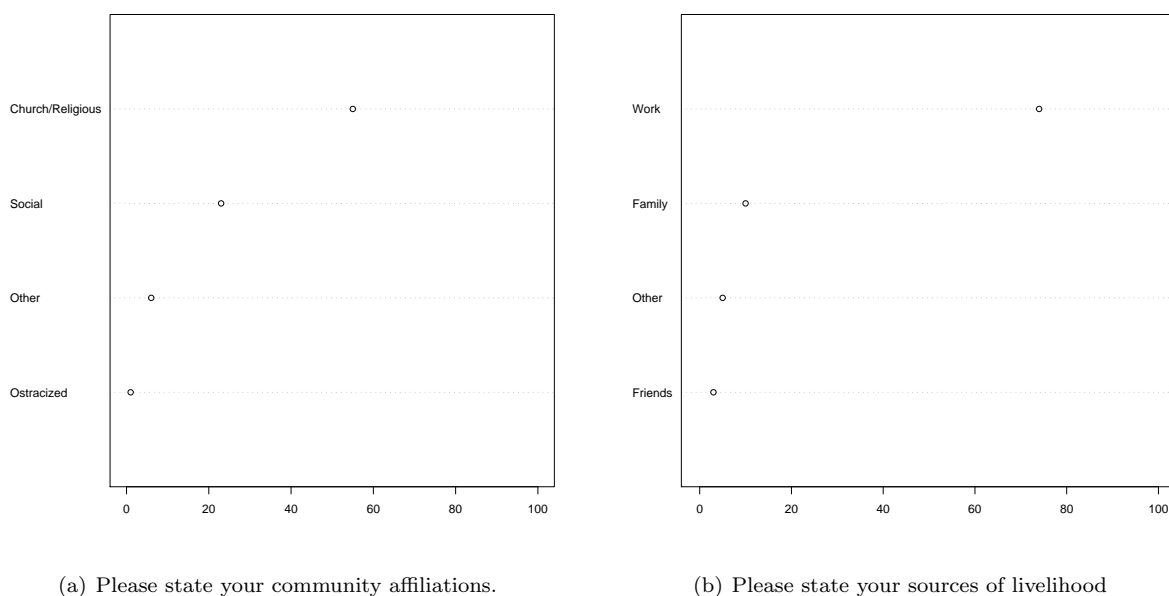 Church/Religious
Social
Other
Ostracized
0 20 40 60 80 100
(a) Please state your community affiliations.
Work
Family
Other
Friends
0 20 40 60 80 100
(b) Please state your sources of livelihood